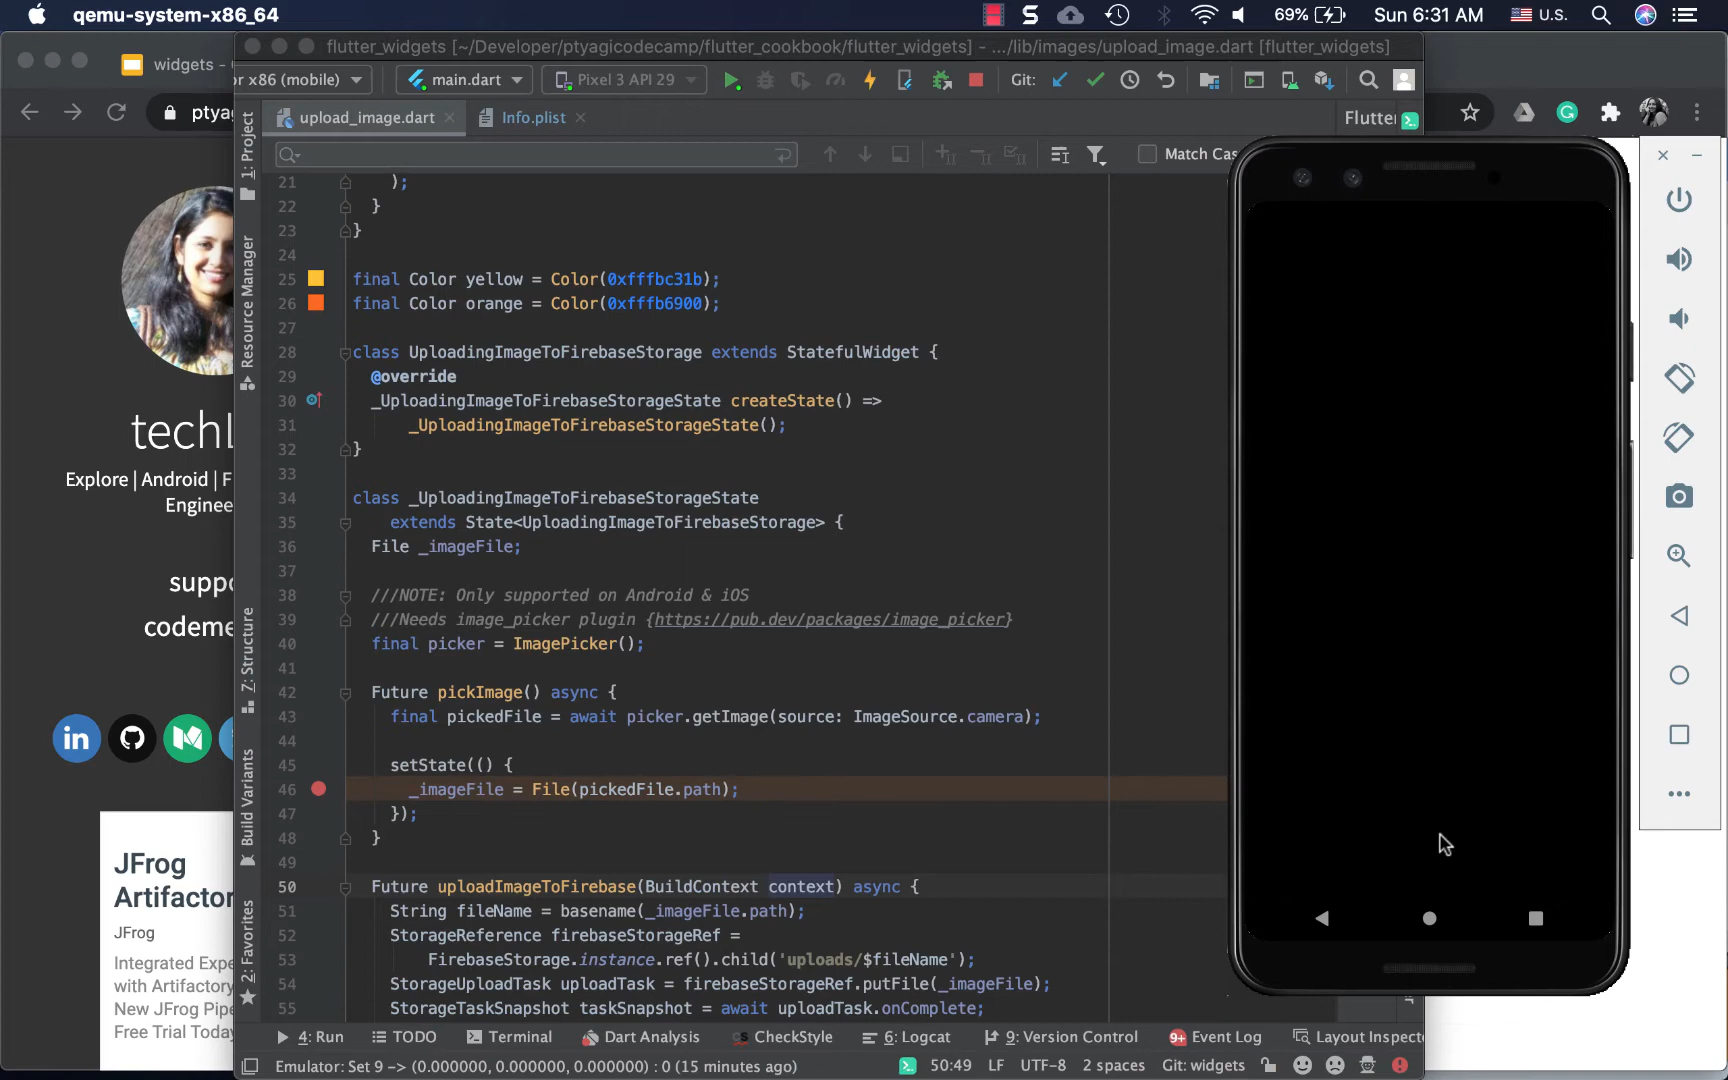 qemu-system-x86_64
69%
Sun 6:31 AM
U.S.
flutter_widgets [~/Developer/ptyagicodecamp/flutter_cookbook/flutter_widgets] - .../lib/images/upload_image.dart [flutter_widgets]
widgets -
or x86 (mobile)
main.dart
Pixel 3 API 29
Git:
ptyag
upload_image.dart
Info.plist
Flutter
Match Cas
1: Project
Resource Manager
Z: Structure
Build Variants
2: Favorites
21 );
22 }
23 }
24
25 final Color yellow = Color(0xfffbc31b);
26 final Color orange = Color(0xfffb6900);
27
28 class UploadingImageToFirebaseStorage extends StatefulWidget {
29 @override
30 _UploadingImageToFirebaseStorageState createState() =>
31 _UploadingImageToFirebaseStorageState();
32 }
33
34 class _UploadingImageToFirebaseStorageState
35 extends State<UploadingImageToFirebaseStorage> {
36 File _imageFile;
37
38 ///NOTE: Only supported on Android & iOS
39 ///Needs image_picker plugin {https://pub.dev/packages/image_picker}
40 final picker = ImagePicker();
41
42 Future pickImage() async {
43 final pickedFile = await picker.getImage(source: ImageSource.camera);
44
45 setState(() {
46 _imageFile = File(pickedFile.path);
47 });
48 }
49
50 Future uploadImageToFirebase(BuildContext context) async {
51 String fileName = basename(_imageFile.path);
52 StorageReference firebaseStorageRef =
53 FirebaseStorage.instance.ref().child('uploads/$fileName');
54 StorageUploadTask uploadTask = firebaseStorageRef.putFile(_imageFile);
55 StorageTaskSnapshot taskSnapshot = await uploadTask.onComplete;
techl
Explore | Android | F
Enginee
suppo
codeme
in
JFrog
Artifactor
JFrog
Integrated Expe
with Artifactory
New JFrog Pipe
Free Trial Today
4: Run
TODO
Terminal
Dart Analysis
CheckStyle
6: Logcat
9: Version Control
9+ Event Log
Layout Inspect
Emulator: Set 9 -> (0.000000, 0.000000, 0.000000) : 0 (15 minutes ago)
50:49
LF
UTF-8
2 spaces
Git: widgets